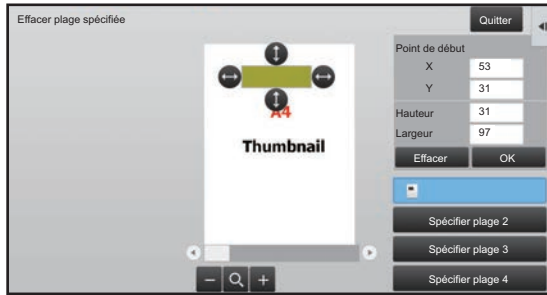 Effacer plage spécifiée
Quitter
Point de début
X 53
Y 31
Hauteur 31
Largeur 97
Effacer OK
A4
Thumbnail
Spécifier plage 2
Spécifier plage 3
Spécifier plage 4